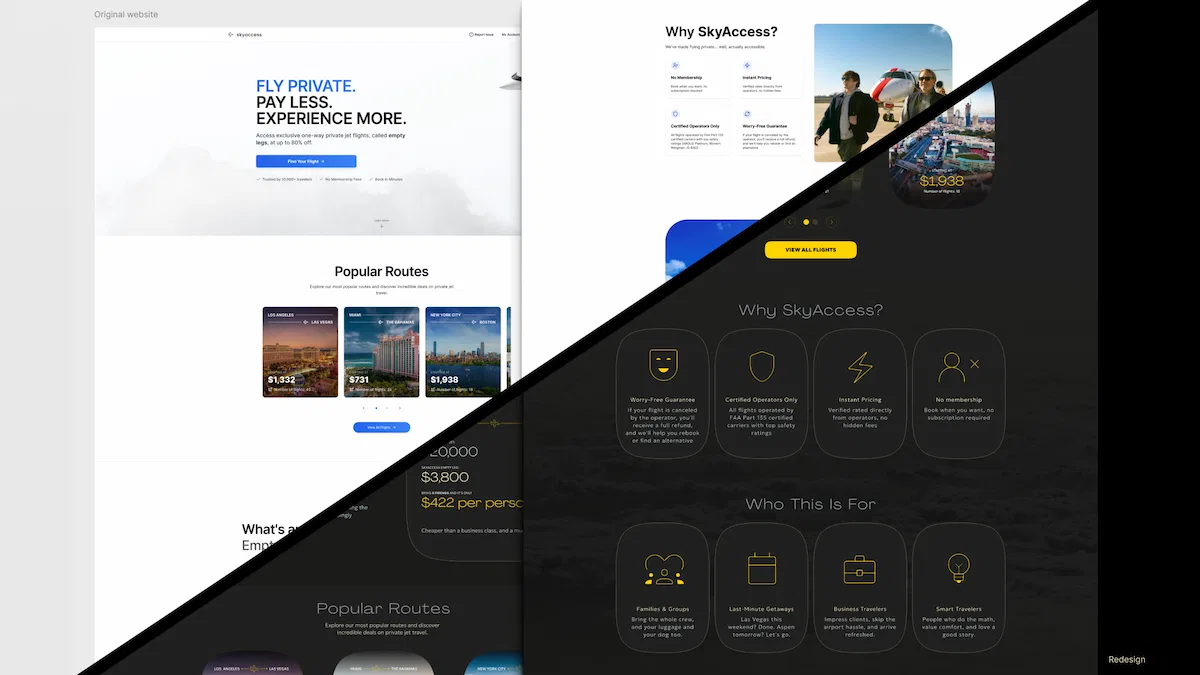 Original website
skyaccess
Report Issue
My Account
FLY PRIVATE.
PAY LESS.
EXPERIENCE MORE.
Access exclusive one-way private jet flights, called empty
legs, at up to 80% off.
Find Your Flight
Trusted by 10,000+ travelers
No Membership Fees
Book in Minutes
Popular Routes
Explore our most popular routes and discover incredible deals on private jet
travel.
LOS ANGELES
LAS VEGAS
$1,332
Number of flights:
MIAMI
THE BAHAMAS
$731
Number of flights:
NEW YORK CITY
BOSTON
$1,938
Number of flights:
View All Flights
What's a
Empt
Why SkyAccess?
We've made flying private... well, actually accessible.
No Membership
Book when you want, no
subscription required
Instant Pricing
Verified rates directly from
operators, no hidden fees
Certified Operators Only
All flights operated by FAA Part 135
certified carriers with top safety
Worry-Free Guarantee
If your flight is canceled by the
operator, you'll receive a full refund,
and we'll help you rebook or find an
alternative
STARTING AT
$1,938
Number of flights: 18
VIEW ALL FLIGHTS
Why SkyAccess?
Worry-Free Guarantee
If your flight is canceled
by the operator, you'll
receive a full refund,
and we'll help you rebook
or find an alternative
Certified Operators Only
All flights operated by
FAA Part 135 certified
carriers with top safety
ratings
Instant Pricing
Verified rated directly
from operators, no
hidden fees
No membership
Book when you want, no
subscription required
20,000
SKYACCESS EMPTY LEG:
$3,800
BRING 8 FRIENDS, AND IT'S ONLY
$422 per perso
Cheaper than a business class, and a
ing the
ngly
Who This Is For
Families & Groups
Bring the whole crew,
and your luggage and
your dog too.
Last-Minute Getaways
Las Vegas this
weekend? Done. Aspen
tomorrow? Let's go.
Business Travelers
Impress clients, skip the
airport hassle, and arrive
refreshed.
Smart Travelers
People who do the math,
value comfort, and love a
good story.
Popular Routes
Explore our most popular routes and discover
incredible deals on private jet travel.
LOS ANGELES
LAS VEGAS
MIAMI
THE BAHAMAS
NEW YORK CITY
Redesign